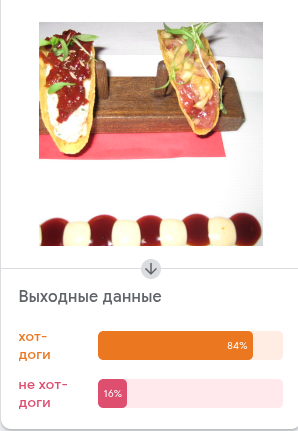 Выходные данные
хот-
доги
84%
не хот-
доги
16%